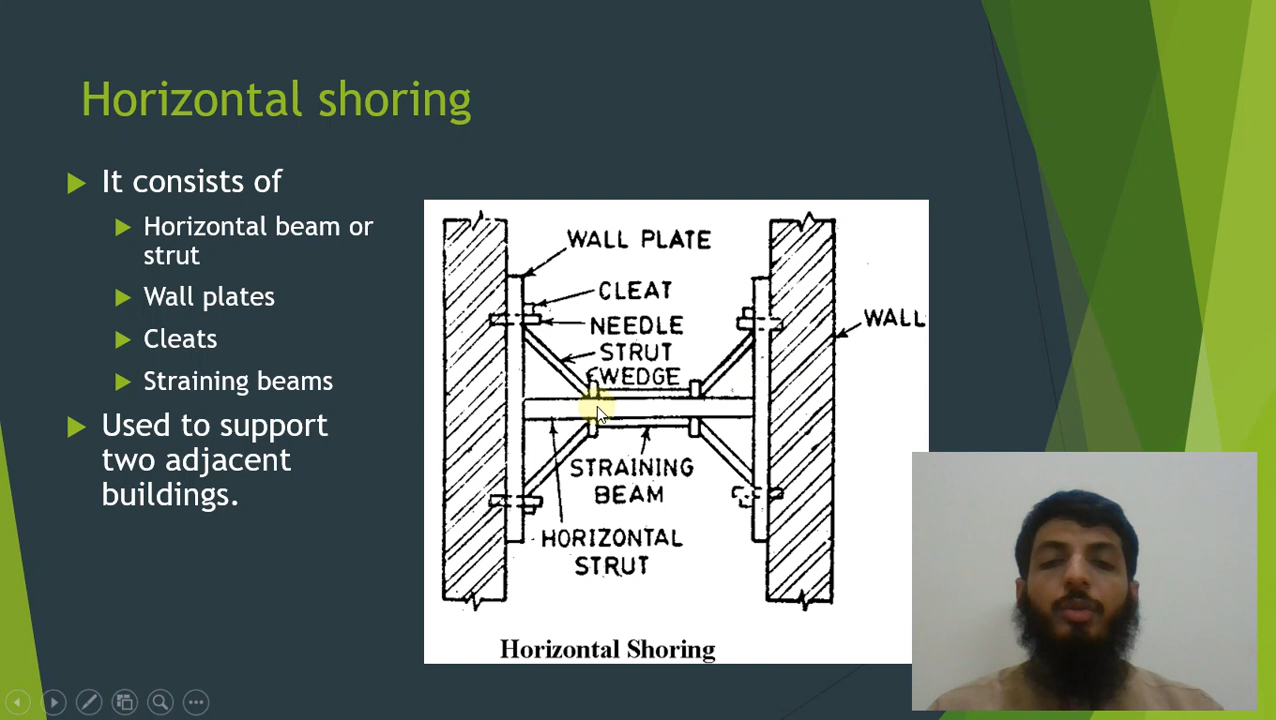 Horizontal shoring
It consists of
Horizontal beam or
strut
Wall plates
Cleats
Straining beams
Used to support
two adjacent
buildings.
WALL PLATE
CLEAT
NEEDLE
STRUT
WEDGE
WALL
STRAINING
BEAM
HORIZONTAL
STRUT
Horizontal Shoring